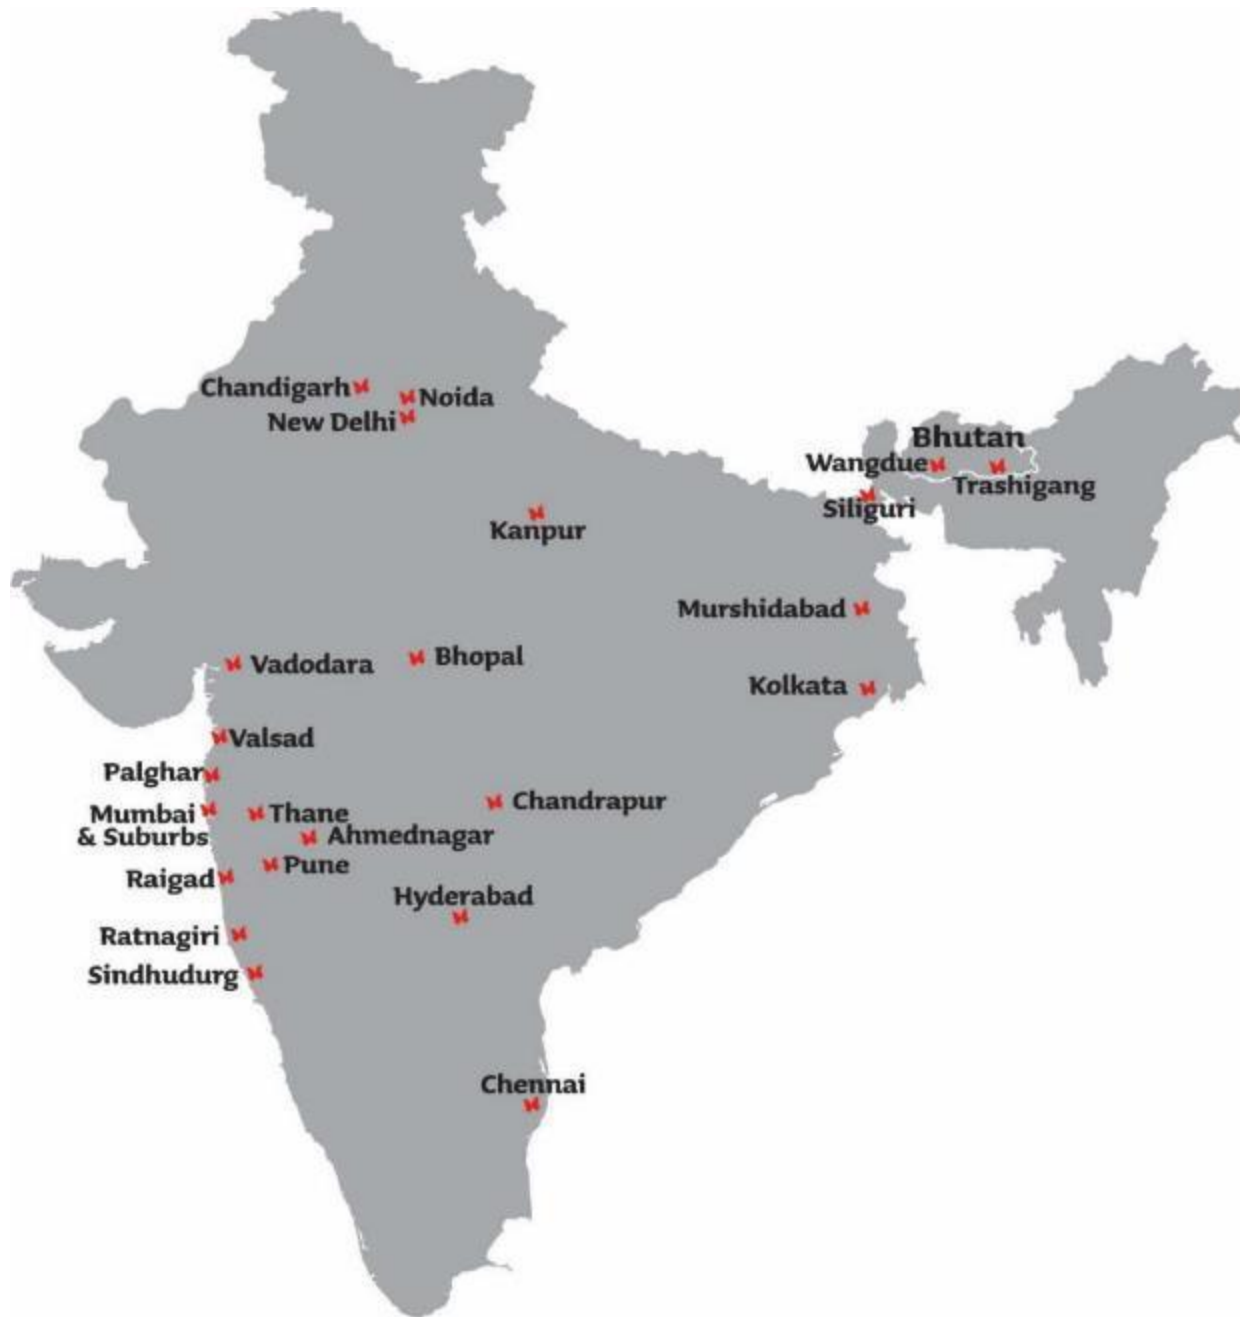 Chandigarh
Noida
New Delhi
Bhutan
Wangdue
Trashigang
Siliguri
Kanpur
Murshidabad
Vadodara
Bhopal
Kolkata
Valsad
Palghar
Mumbai
& Suburbs
Thane
Chandrapur
Ahmednagar
Pune
Raigad
Hyderabad
Ratnagiri
Sindhudurg
Chennai